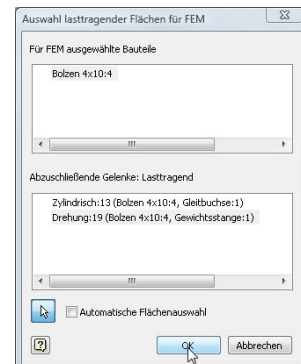 Auswahl lasttragender Flächen für FEM
Für FEM ausgewählte Bauteile
Bolzen 4x10:4
Abzuschließende Gelenke: Lasttragend
Zylindrisch:13 (Bolzen 4x10:4, Gleitbuchse:1)
Drehung:19 (Bolzen 4x10:4, Gewichtsstange:1)
Automatische Flächenauswahl
OK
Abbrechen